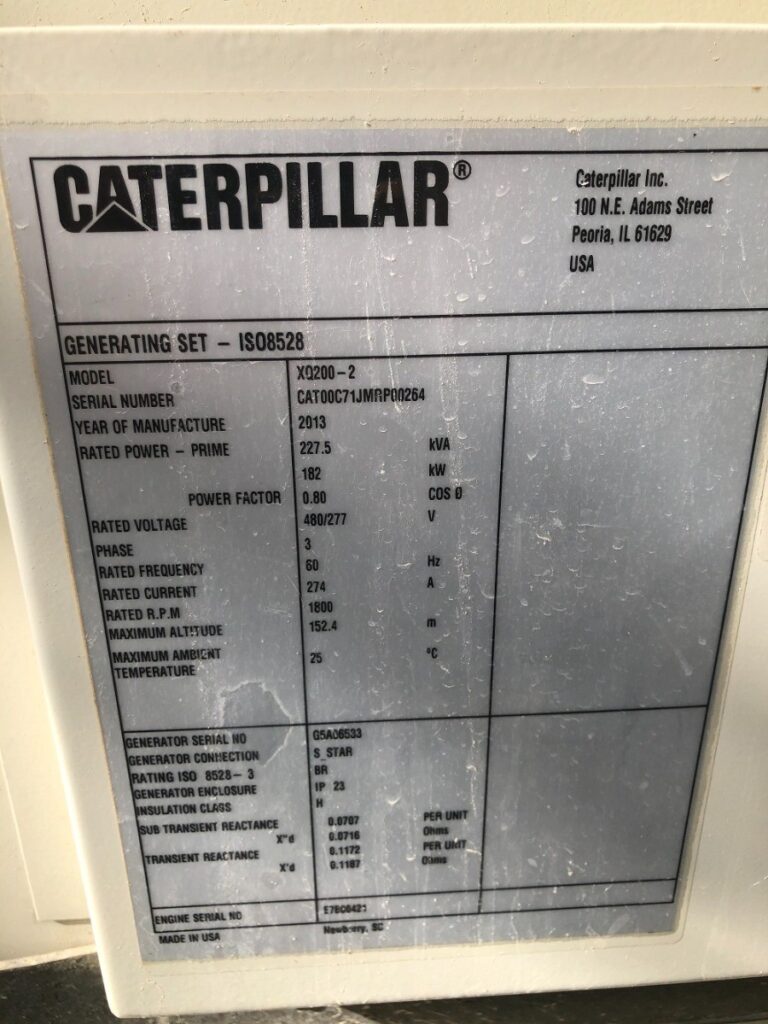 CATERPILLAR®
Caterpillar Inc.
100 N.E. Adams Street
Peoria, IL 61629
USA
GENERATING SET - ISO8528
MODEL XQ200-2
SERIAL NUMBER CAT00C71JMRP00264
YEAR OF MANUFACTURE 2013
RATED POWER - PRIME 227.5 kVA
182 kW
POWER FACTOR 0.80 COS Ø
RATED VOLTAGE 480/277 V
PHASE 3
RATED FREQUENCY 60 Hz
RATED CURRENT 274 A
RATED R.P.M 1800
MAXIMUM ALTITUDE 152.4 m
MAXIMUM AMBIENT
TEMPERATURE 25 °C
GENERATOR SERIAL NO G5A06533
GENERATOR CONNECTION S_STAR
RATING ISO 8528-3 BR
GENERATOR ENCLOSURE IP 23
INSULATION CLASS H
SUB TRANSIENT REACTANCE 0.0707 PER UNIT
X"d 0.0716 Ohms
TRANSIENT REACTANCE 0.1172 PER UNIT
X'd 0.1187 Ohms
ENGINE SERIAL NO
MADE IN USA Newberry, SC